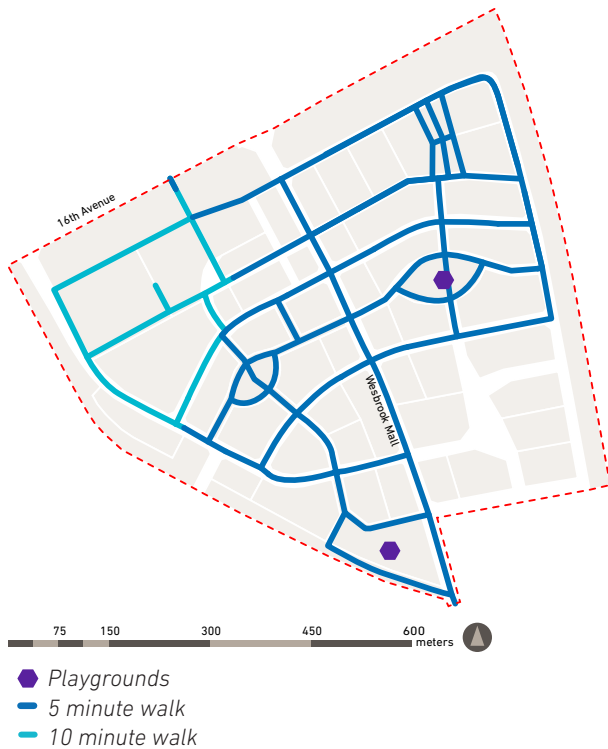 16th Avenue
Wesbrook Mall
75 150 300 450 600
meters
Playgrounds
5 minute walk
10 minute walk